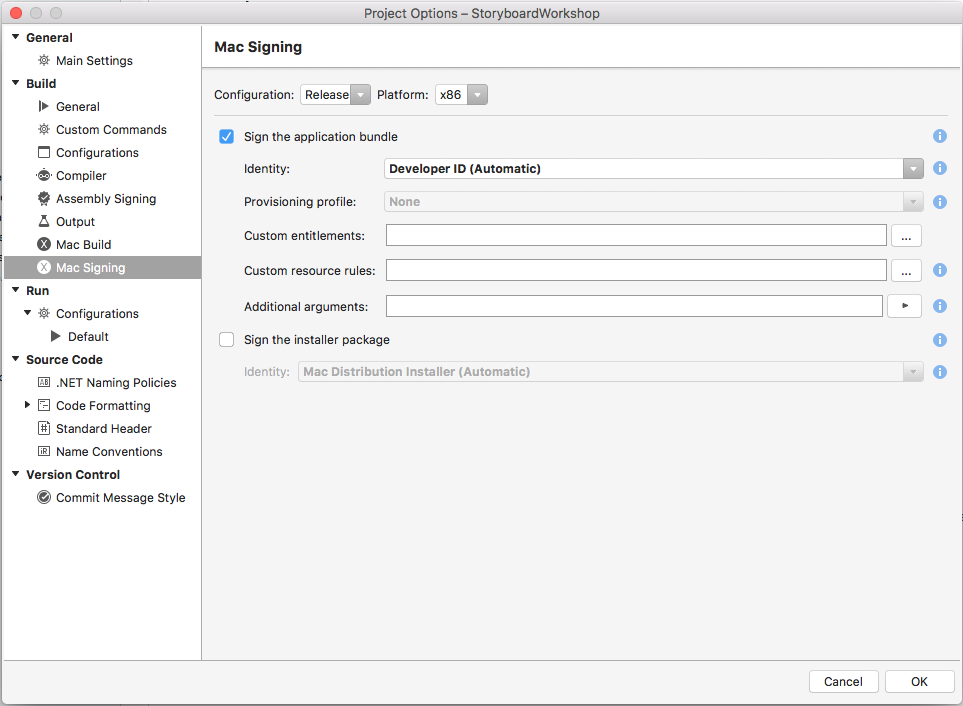 Project Options – StoryboardWorkshop
General
Main Settings
Build
General
Custom Commands
Configurations
Compiler
Assembly Signing
Output
Mac Build
Mac Signing
Run
Configurations
Default
Source Code
.NET Naming Policies
Code Formatting
Standard Header
Name Conventions
Version Control
Commit Message Style
Mac Signing
Configuration: Release Platform: x86
Sign the application bundle
Identity: Developer ID (Automatic)
Provisioning profile: None
Custom entitlements: ...
Custom resource rules: ...
Additional arguments:
Sign the installer package
Identity: Mac Distribution Installer (Automatic)
Cancel OK